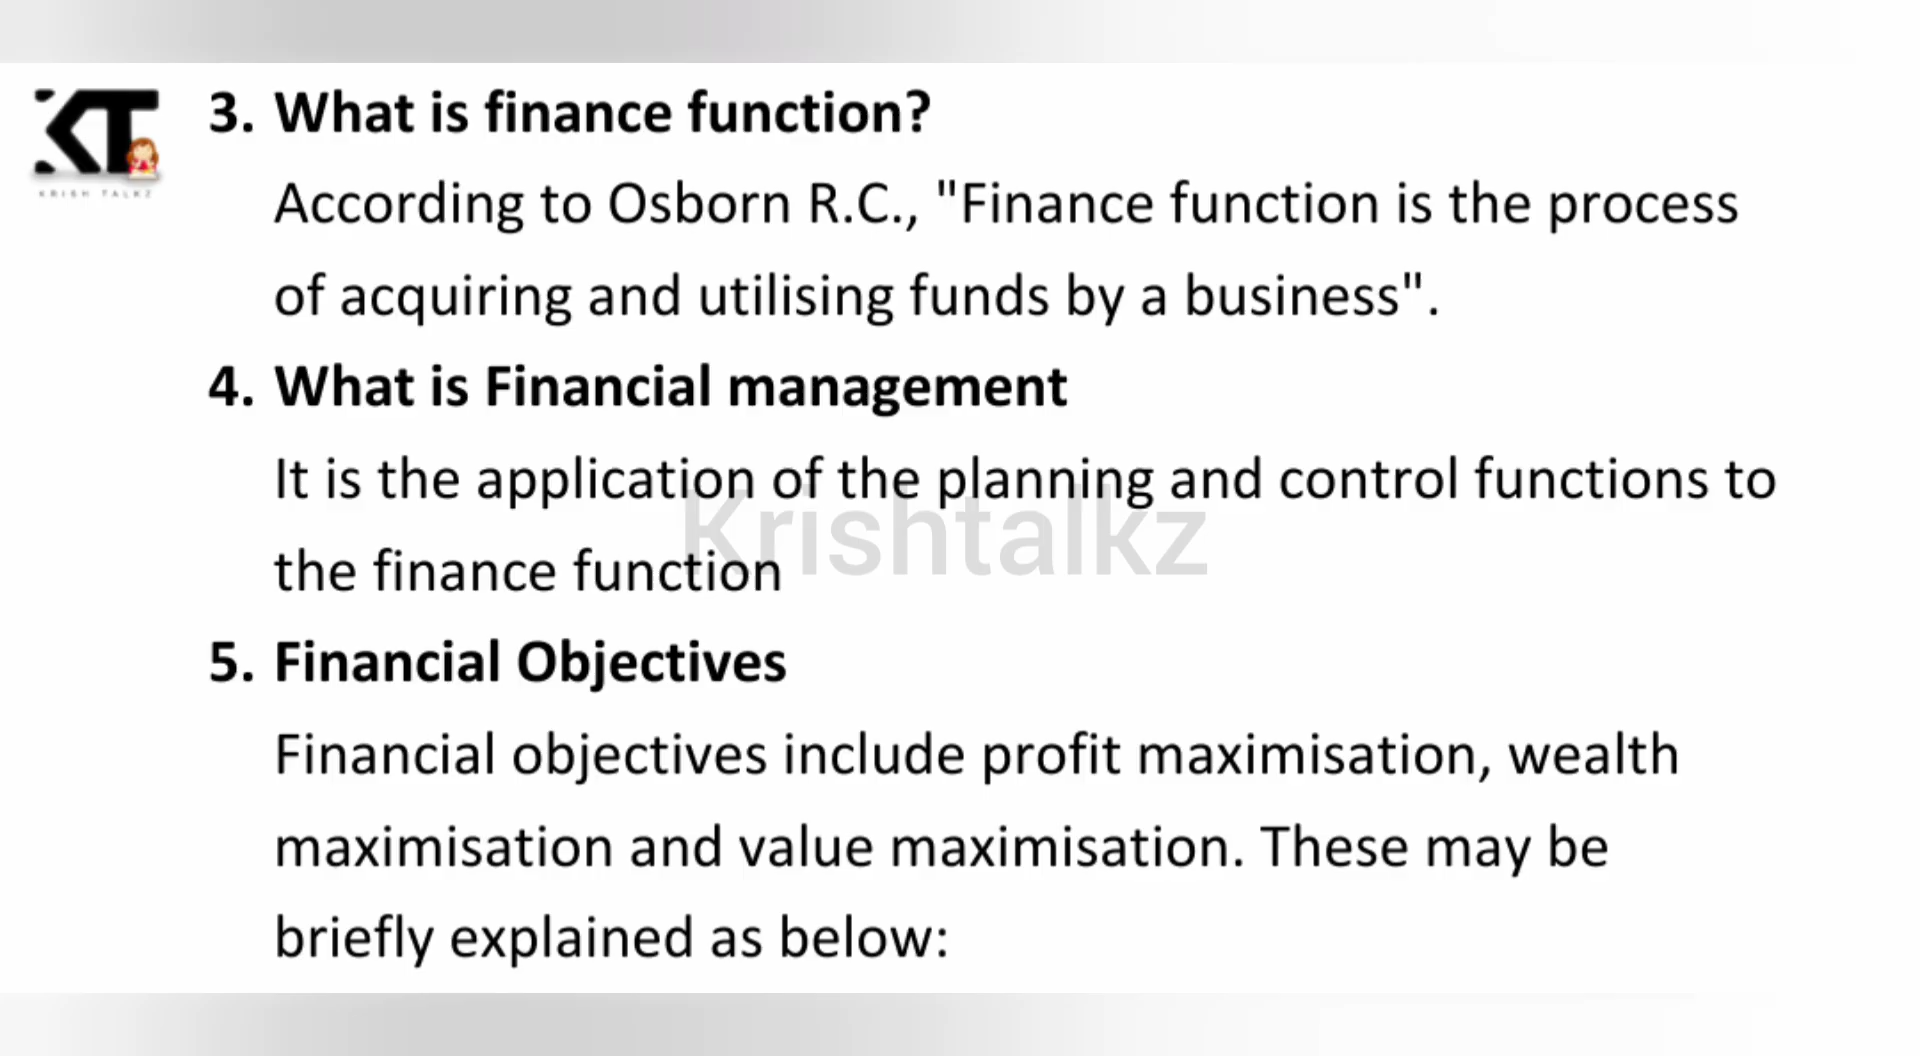 KT
KRISH TALKZ
3. What is finance function?
According to Osborn R.C., "Finance function is the process
of acquiring and utilising funds by a business".
4. What is Financial management
It is the application of the planning and control functions to
the finance function
Krishtalkz
5. Financial Objectives
Financial objectives include profit maximisation, wealth
maximisation and value maximisation. These may be
briefly explained as below: